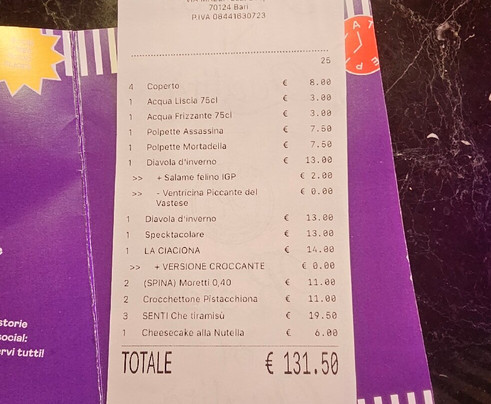 70124 Bari
P.IVA 08441630723
25
4 Coperto € 8.00
1 Acqua Liscia 75cl € 3.00
1 Acqua Frizzante 75cl € 3.00
1 Polpette Assassina € 7.50
1 Polpette Mortadella € 7.50
1 Diavola d'inverno € 13.00
>> + Salame felino IGP € 2.00
>> - Ventricina Piccante del € 0.00
Vastese
1 Diavola d'inverno € 13.00
1 Specktacolare € 13.00
1 LA CIACIONA € 14.00
>> + VERSIONE CROCCANTE € 0.00
2 (SPINA) Moretti 0,40 € 11.00
2 Crocchettone Pistacchiona € 11.00
3 SENTI Che tiramisù € 19.50
1 Cheesecake alla Nutella € 6.00
TOTALE € 131.50
storie
social:
rvi tutti!